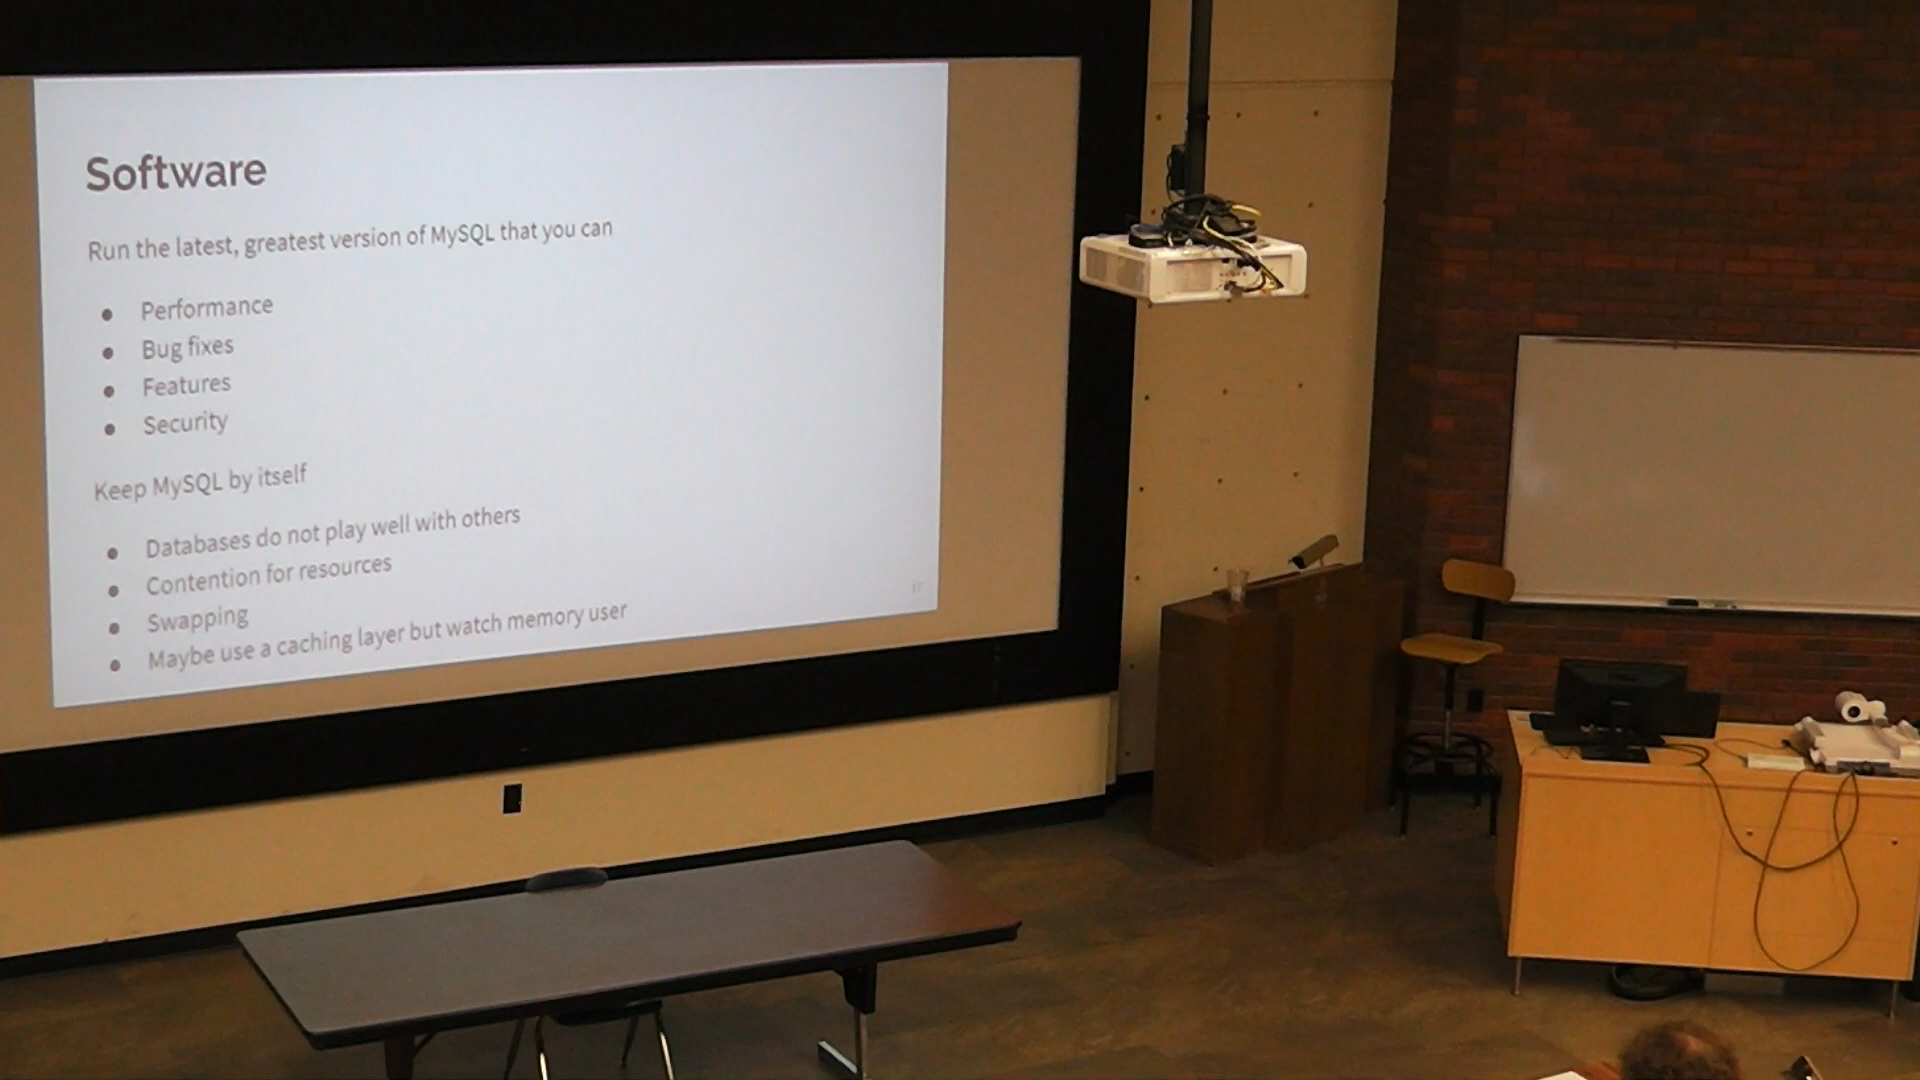 Software
Run the latest, greatest version of MySQL that you can
● Performance
● Bug fixes
● Features
● Security
Keep MySQL by itself
● Databases do not play well with others
● Contention for resources
● Swapping
● Maybe use a caching layer but watch memory user
17